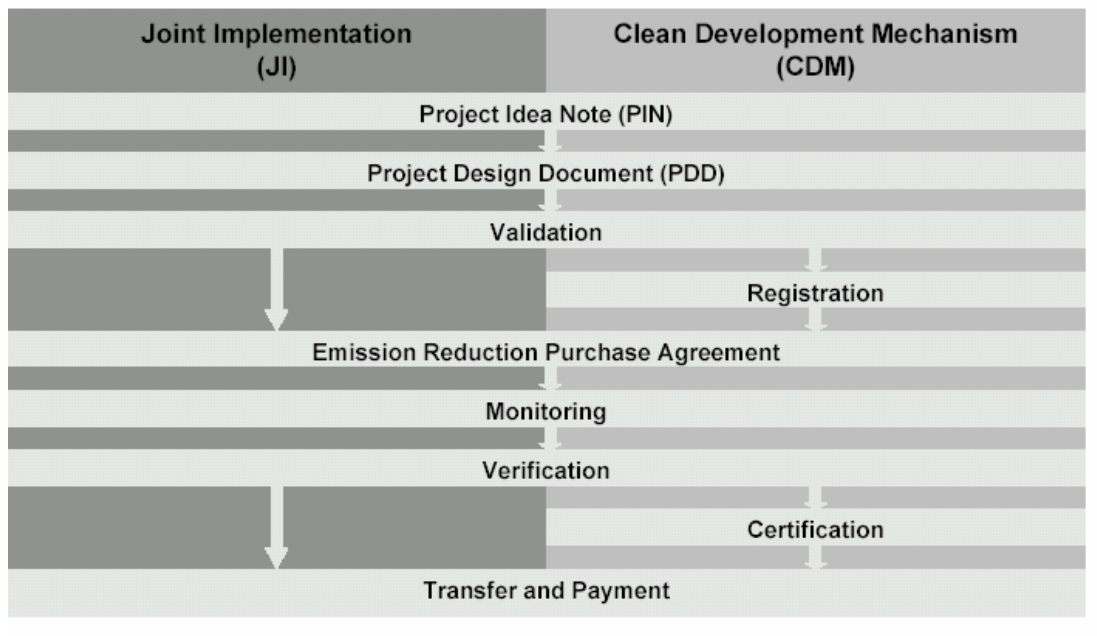 Joint Implementation
(JI)
Clean Development Mechanism
(CDM)
Project Idea Note (PIN)
Project Design Document (PDD)
Validation
Registration
Emission Reduction Purchase Agreement
Monitoring
Verification
Certification
Transfer and Payment